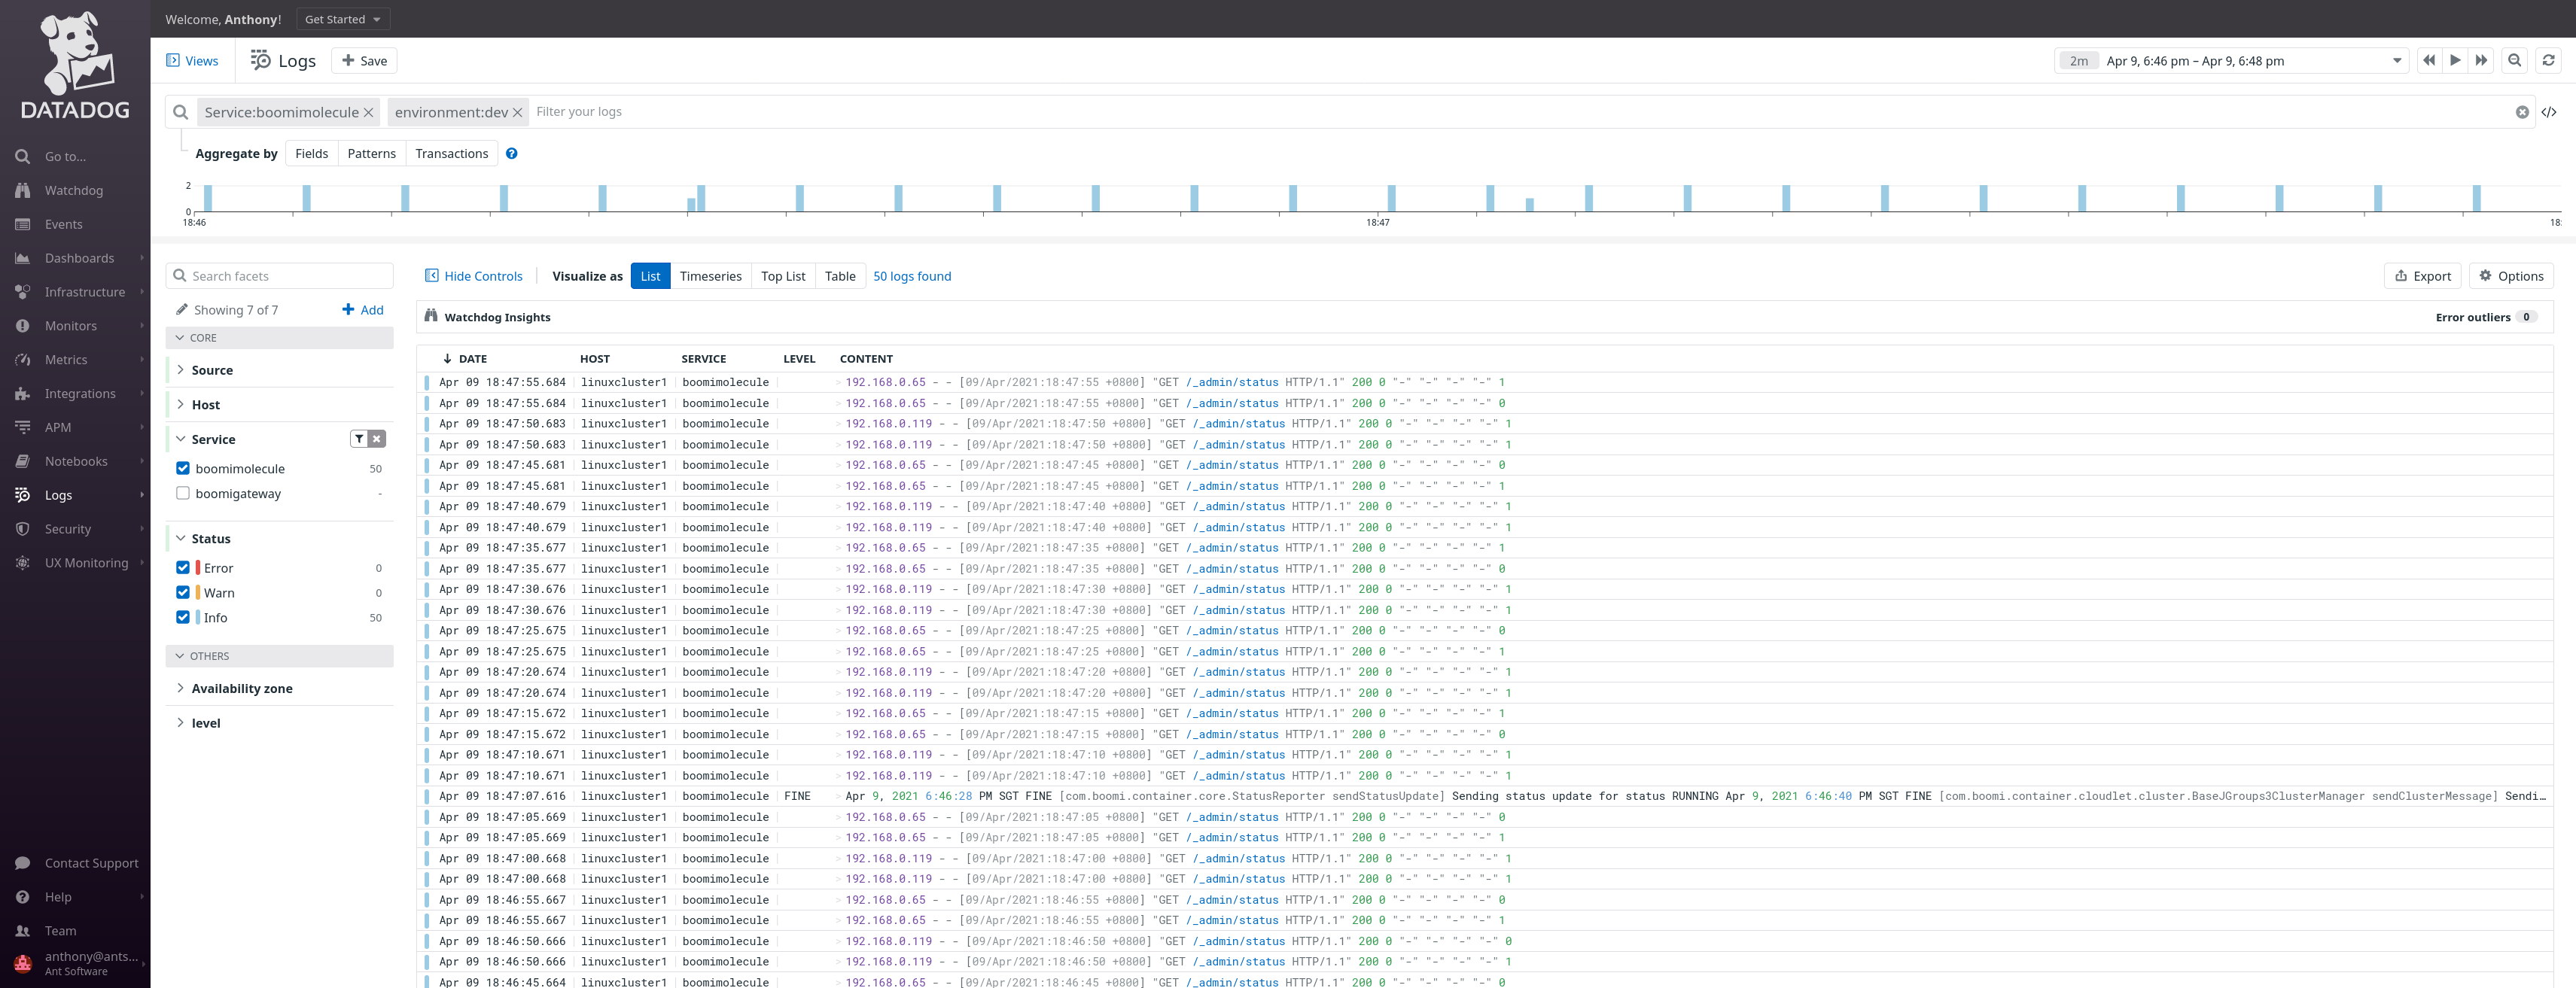 Welcome, Anthony! Get Started
DATADOG
Go to...
Watchdog
Events
Dashboards
Infrastructure
Monitors
Metrics
Integrations
APM
Notebooks
Logs
Security
UX Monitoring
Contact Support
Help
Team
anthony@ants...
Ant Software
Views Logs + Save 2m Apr 9, 6:46 pm – Apr 9, 6:48 pm
Service:boomimolecule environment:dev Filter your logs </>
Aggregate by Fields Patterns Transactions ?
2
0
18:46 18:47 18:
Search facets
Showing 7 of 7 + Add
CORE
Source
Host
Service
boomimolecule 50
boomigateway -
Status
Error 0
Warn 0
Info 50
OTHERS
Availability zone
level
Hide Controls Visualize as List Timeseries Top List Table 50 logs found Export Options
Watchdog Insights Error outliers 0
DATE HOST SERVICE LEVEL CONTENT
Apr 09 18:47:55.684 linuxcluster1 boomimolecule > 192.168.0.65 - - [09/Apr/2021:18:47:55 +0800] "GET /_admin/status HTTP/1.1" 200 0 "-" "-" "-" "-" 1
Apr 09 18:47:55.684 linuxcluster1 boomimolecule > 192.168.0.65 - - [09/Apr/2021:18:47:55 +0800] "GET /_admin/status HTTP/1.1" 200 0 "-" "-" "-" "-" 0
Apr 09 18:47:50.683 linuxcluster1 boomimolecule > 192.168.0.119 - - [09/Apr/2021:18:47:50 +0800] "GET /_admin/status HTTP/1.1" 200 0 "-" "-" "-" "-" 1
Apr 09 18:47:50.683 linuxcluster1 boomimolecule > 192.168.0.119 - - [09/Apr/2021:18:47:50 +0800] "GET /_admin/status HTTP/1.1" 200 0 "-" "-" "-" "-" 1
Apr 09 18:47:45.681 linuxcluster1 boomimolecule > 192.168.0.65 - - [09/Apr/2021:18:47:45 +0800] "GET /_admin/status HTTP/1.1" 200 0 "-" "-" "-" "-" 0
Apr 09 18:47:45.681 linuxcluster1 boomimolecule > 192.168.0.65 - - [09/Apr/2021:18:47:45 +0800] "GET /_admin/status HTTP/1.1" 200 0 "-" "-" "-" "-" 1
Apr 09 18:47:40.679 linuxcluster1 boomimolecule > 192.168.0.119 - - [09/Apr/2021:18:47:40 +0800] "GET /_admin/status HTTP/1.1" 200 0 "-" "-" "-" "-" 1
Apr 09 18:47:40.679 linuxcluster1 boomimolecule > 192.168.0.119 - - [09/Apr/2021:18:47:40 +0800] "GET /_admin/status HTTP/1.1" 200 0 "-" "-" "-" "-" 1
Apr 09 18:47:35.677 linuxcluster1 boomimolecule > 192.168.0.65 - - [09/Apr/2021:18:47:35 +0800] "GET /_admin/status HTTP/1.1" 200 0 "-" "-" "-" "-" 1
Apr 09 18:47:35.677 linuxcluster1 boomimolecule > 192.168.0.65 - - [09/Apr/2021:18:47:35 +0800] "GET /_admin/status HTTP/1.1" 200 0 "-" "-" "-" "-" 0
Apr 09 18:47:30.676 linuxcluster1 boomimolecule > 192.168.0.119 - - [09/Apr/2021:18:47:30 +0800] "GET /_admin/status HTTP/1.1" 200 0 "-" "-" "-" "-" 1
Apr 09 18:47:30.676 linuxcluster1 boomimolecule > 192.168.0.119 - - [09/Apr/2021:18:47:30 +0800] "GET /_admin/status HTTP/1.1" 200 0 "-" "-" "-" "-" 1
Apr 09 18:47:25.675 linuxcluster1 boomimolecule > 192.168.0.65 - - [09/Apr/2021:18:47:25 +0800] "GET /_admin/status HTTP/1.1" 200 0 "-" "-" "-" "-" 0
Apr 09 18:47:25.675 linuxcluster1 boomimolecule > 192.168.0.65 - - [09/Apr/2021:18:47:25 +0800] "GET /_admin/status HTTP/1.1" 200 0 "-" "-" "-" "-" 1
Apr 09 18:47:20.674 linuxcluster1 boomimolecule > 192.168.0.119 - - [09/Apr/2021:18:47:20 +0800] "GET /_admin/status HTTP/1.1" 200 0 "-" "-" "-" "-" 1
Apr 09 18:47:20.674 linuxcluster1 boomimolecule > 192.168.0.119 - - [09/Apr/2021:18:47:20 +0800] "GET /_admin/status HTTP/1.1" 200 0 "-" "-" "-" "-" 1
Apr 09 18:47:15.672 linuxcluster1 boomimolecule > 192.168.0.65 - - [09/Apr/2021:18:47:15 +0800] "GET /_admin/status HTTP/1.1" 200 0 "-" "-" "-" "-" 1
Apr 09 18:47:15.672 linuxcluster1 boomimolecule > 192.168.0.65 - - [09/Apr/2021:18:47:15 +0800] "GET /_admin/status HTTP/1.1" 200 0 "-" "-" "-" "-" 0
Apr 09 18:47:10.671 linuxcluster1 boomimolecule > 192.168.0.119 - - [09/Apr/2021:18:47:10 +0800] "GET /_admin/status HTTP/1.1" 200 0 "-" "-" "-" "-" 1
Apr 09 18:47:10.671 linuxcluster1 boomimolecule > 192.168.0.119 - - [09/Apr/2021:18:47:10 +0800] "GET /_admin/status HTTP/1.1" 200 0 "-" "-" "-" "-" 1
Apr 09 18:47:07.616 linuxcluster1 boomimolecule FINE > Apr 9, 2021 6:46:28 PM SGT FINE [com.boomi.container.core.StatusReporter sendStatusUpdate] Sending status update for status RUNNING Apr 9, 2021 6:46:40 PM SGT FINE [com.boomi.container.cloudlet.cluster.BaseJGroups3ClusterManager sendClusterMessage] Sendi…
Apr 09 18:47:05.669 linuxcluster1 boomimolecule > 192.168.0.65 - - [09/Apr/2021:18:47:05 +0800] "GET /_admin/status HTTP/1.1" 200 0 "-" "-" "-" "-" 0
Apr 09 18:47:05.669 linuxcluster1 boomimolecule > 192.168.0.65 - - [09/Apr/2021:18:47:05 +0800] "GET /_admin/status HTTP/1.1" 200 0 "-" "-" "-" "-" 1
Apr 09 18:47:00.668 linuxcluster1 boomimolecule > 192.168.0.119 - - [09/Apr/2021:18:47:00 +0800] "GET /_admin/status HTTP/1.1" 200 0 "-" "-" "-" "-" 1
Apr 09 18:47:00.668 linuxcluster1 boomimolecule > 192.168.0.119 - - [09/Apr/2021:18:47:00 +0800] "GET /_admin/status HTTP/1.1" 200 0 "-" "-" "-" "-" 1
Apr 09 18:46:55.667 linuxcluster1 boomimolecule > 192.168.0.65 - - [09/Apr/2021:18:46:55 +0800] "GET /_admin/status HTTP/1.1" 200 0 "-" "-" "-" "-" 0
Apr 09 18:46:55.667 linuxcluster1 boomimolecule > 192.168.0.65 - - [09/Apr/2021:18:46:55 +0800] "GET /_admin/status HTTP/1.1" 200 0 "-" "-" "-" "-" 1
Apr 09 18:46:50.666 linuxcluster1 boomimolecule > 192.168.0.119 - - [09/Apr/2021:18:46:50 +0800] "GET /_admin/status HTTP/1.1" 200 0 "-" "-" "-" "-" 0
Apr 09 18:46:50.666 linuxcluster1 boomimolecule > 192.168.0.119 - - [09/Apr/2021:18:46:50 +0800] "GET /_admin/status HTTP/1.1" 200 0 "-" "-" "-" "-" 1
Apr 09 18:46:45.664 linuxcluster1 boomimolecule > 192.168.0.65 - - [09/Apr/2021:18:46:45 +0800] "GET /_admin/status HTTP/1.1" 200 0 "-" "-" "-" "-" 0